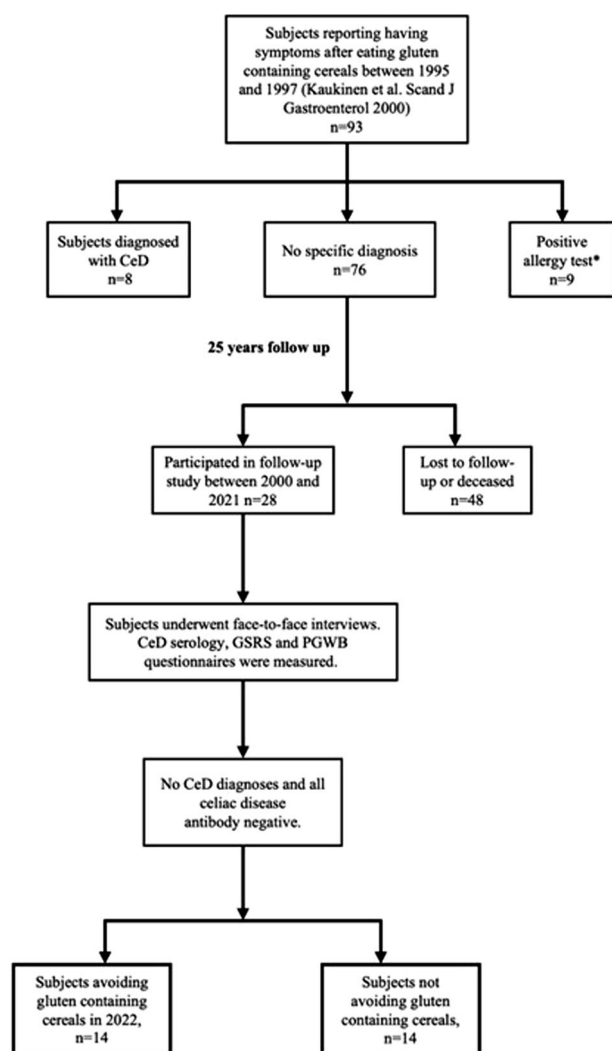 Subjects reporting having
symptoms after eating gluten
containing cereals between 1995
and 1997 (Kaukinen et al. Scand J
Gastroenterol 2000)
n=93
Subjects diagnosed
with CeD
n=8
No specific diagnosis
n=76
Positive
allergy test*
n=9
25 years follow up
Participated in follow-up
study between 2000 and
2021 n=28
Lost to follow-
up or deceased
n=48
Subjects underwent face-to-face interviews.
CeD serology, GSRS and PGWB
questionnaires were measured.
No CeD diagnoses and all
celiac disease
antibody negative.
Subjects avoiding
gluten containing
cereals in 2022,
n=14
Subjects not
avoiding gluten
containing cereals,
n=14